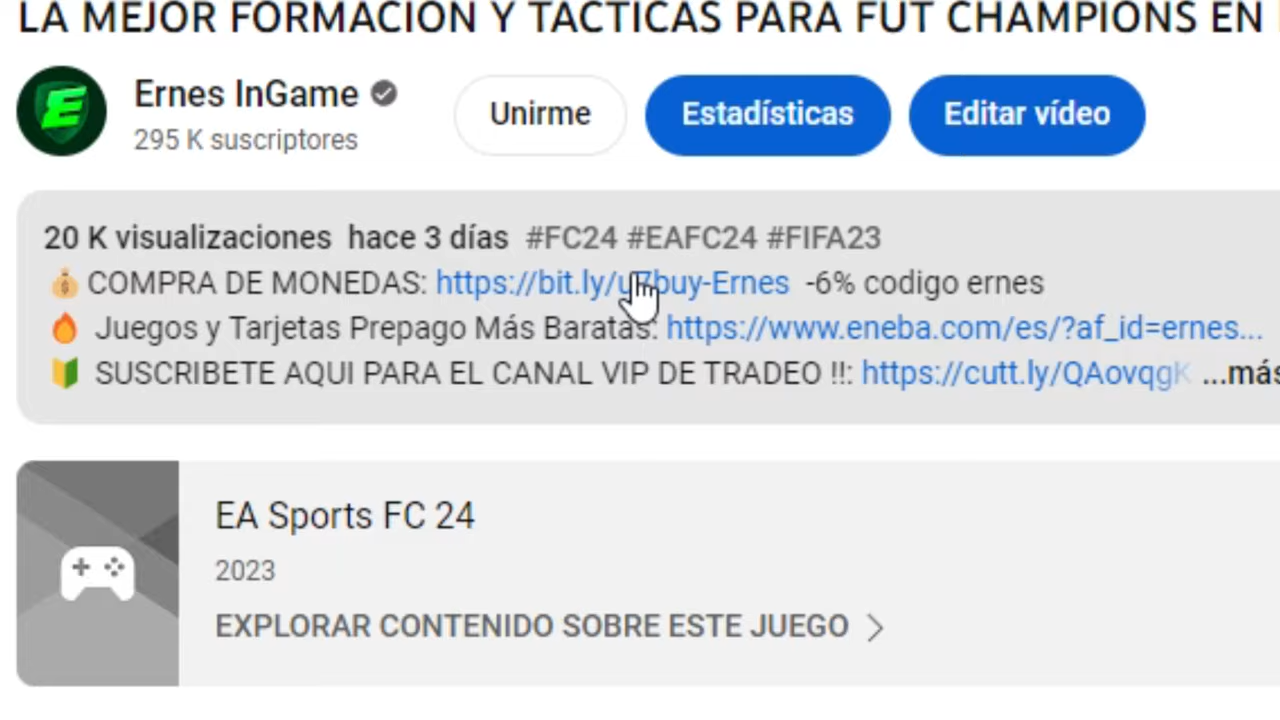 LA MEJOR FORMACION Y TACTICAS PARA FUT CHAMPIONS EN
Ernes InGame
295 K suscriptores
Unirme
Estadísticas
Editar vídeo
20 K visualizaciones hace 3 días #FC24 #EAFC24 #FIFA23
💰 COMPRA DE MONEDAS: https://bit.ly/u7buy-Ernes -6% codigo ernes
🔥 Juegos y Tarjetas Prepago Más Baratas: https://www.eneba.com/es/?af_id=ernes...
🔰 SUSCRIBETE AQUI PARA EL CANAL VIP DE TRADEO !!: https://cutt.ly/QAovqgK ...más
EA Sports FC 24
2023
EXPLORAR CONTENIDO SOBRE ESTE JUEGO